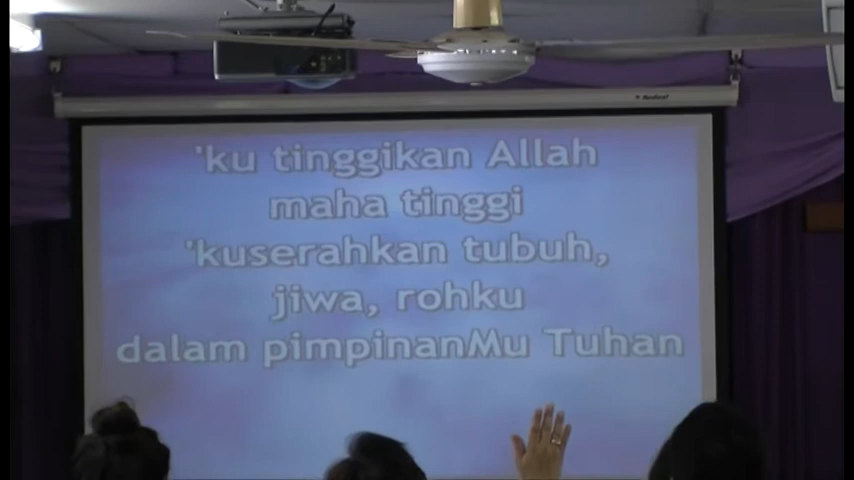 'ku tinggikan Allah
maha tinggi
'kuserahkan tubuh,
jiwa, rohku
dalam pimpinanMu Tuhan